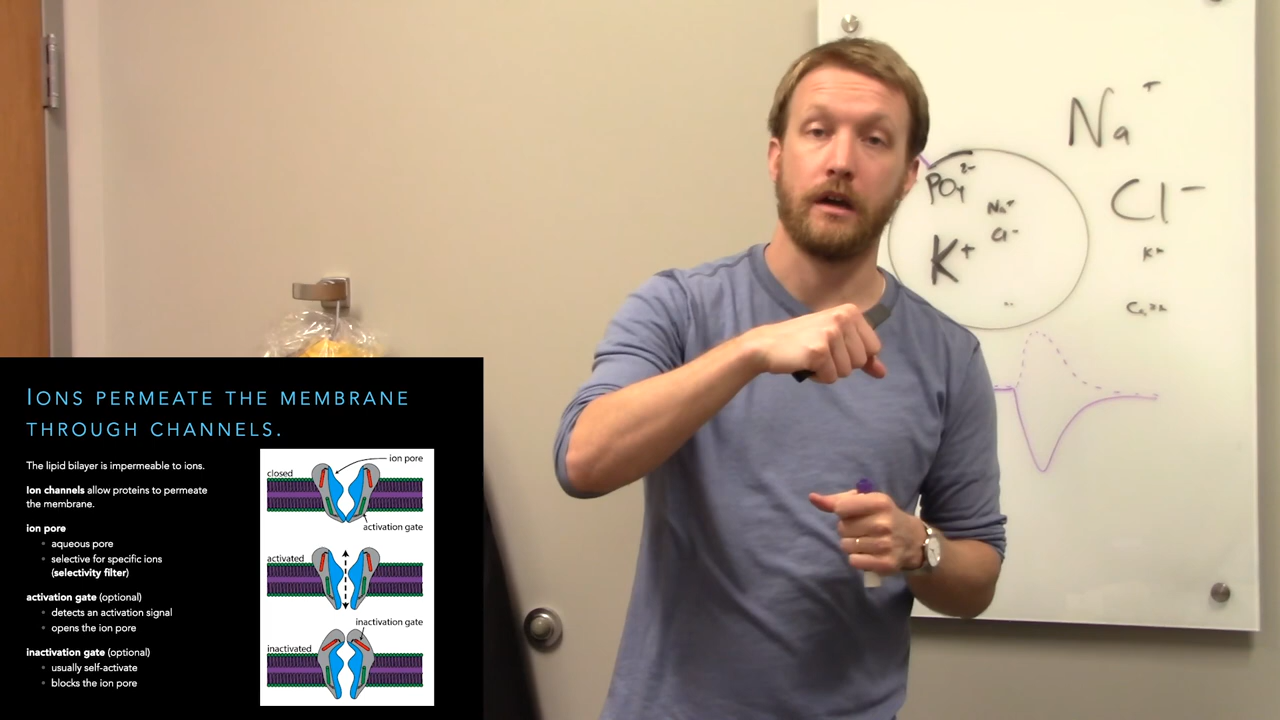 IONS PERMEATE THE MEMBRANE
THROUGH CHANNELS.
The lipid bilayer is impermeable to ions.
Ion channels allow proteins to permeate
the membrane.
ion pore
aqueous pore
selective for specific ions
(selectivity filter)
activation gate (optional)
detects an activation signal
opens the ion pore
inactivation gate (optional)
usually self-activate
blocks the ion pore
closed
ion pore
activation gate
activated
inactivation gate
inactivated
Na⁺
PO₄²⁻
Na⁺
Cl⁻
K⁺
Cl⁻
K⁺